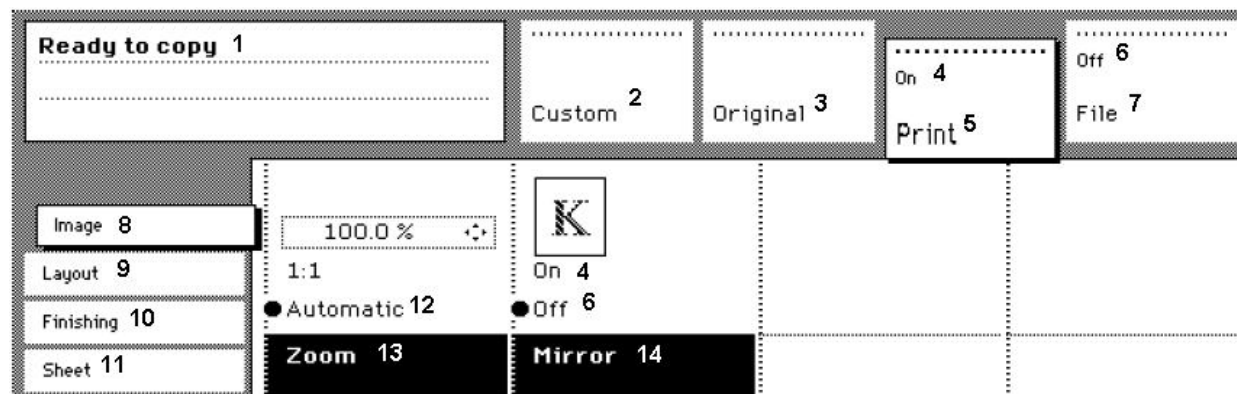 Ready to copy 1
Custom 2
Original 3
On 4
Print 5
Off 6
File 7
Image 8
Layout 9
Finishing 10
Sheet 11
100.0 %
1:1
Automatic 12
Zoom 13
K
On 4
Off 6
Mirror 14